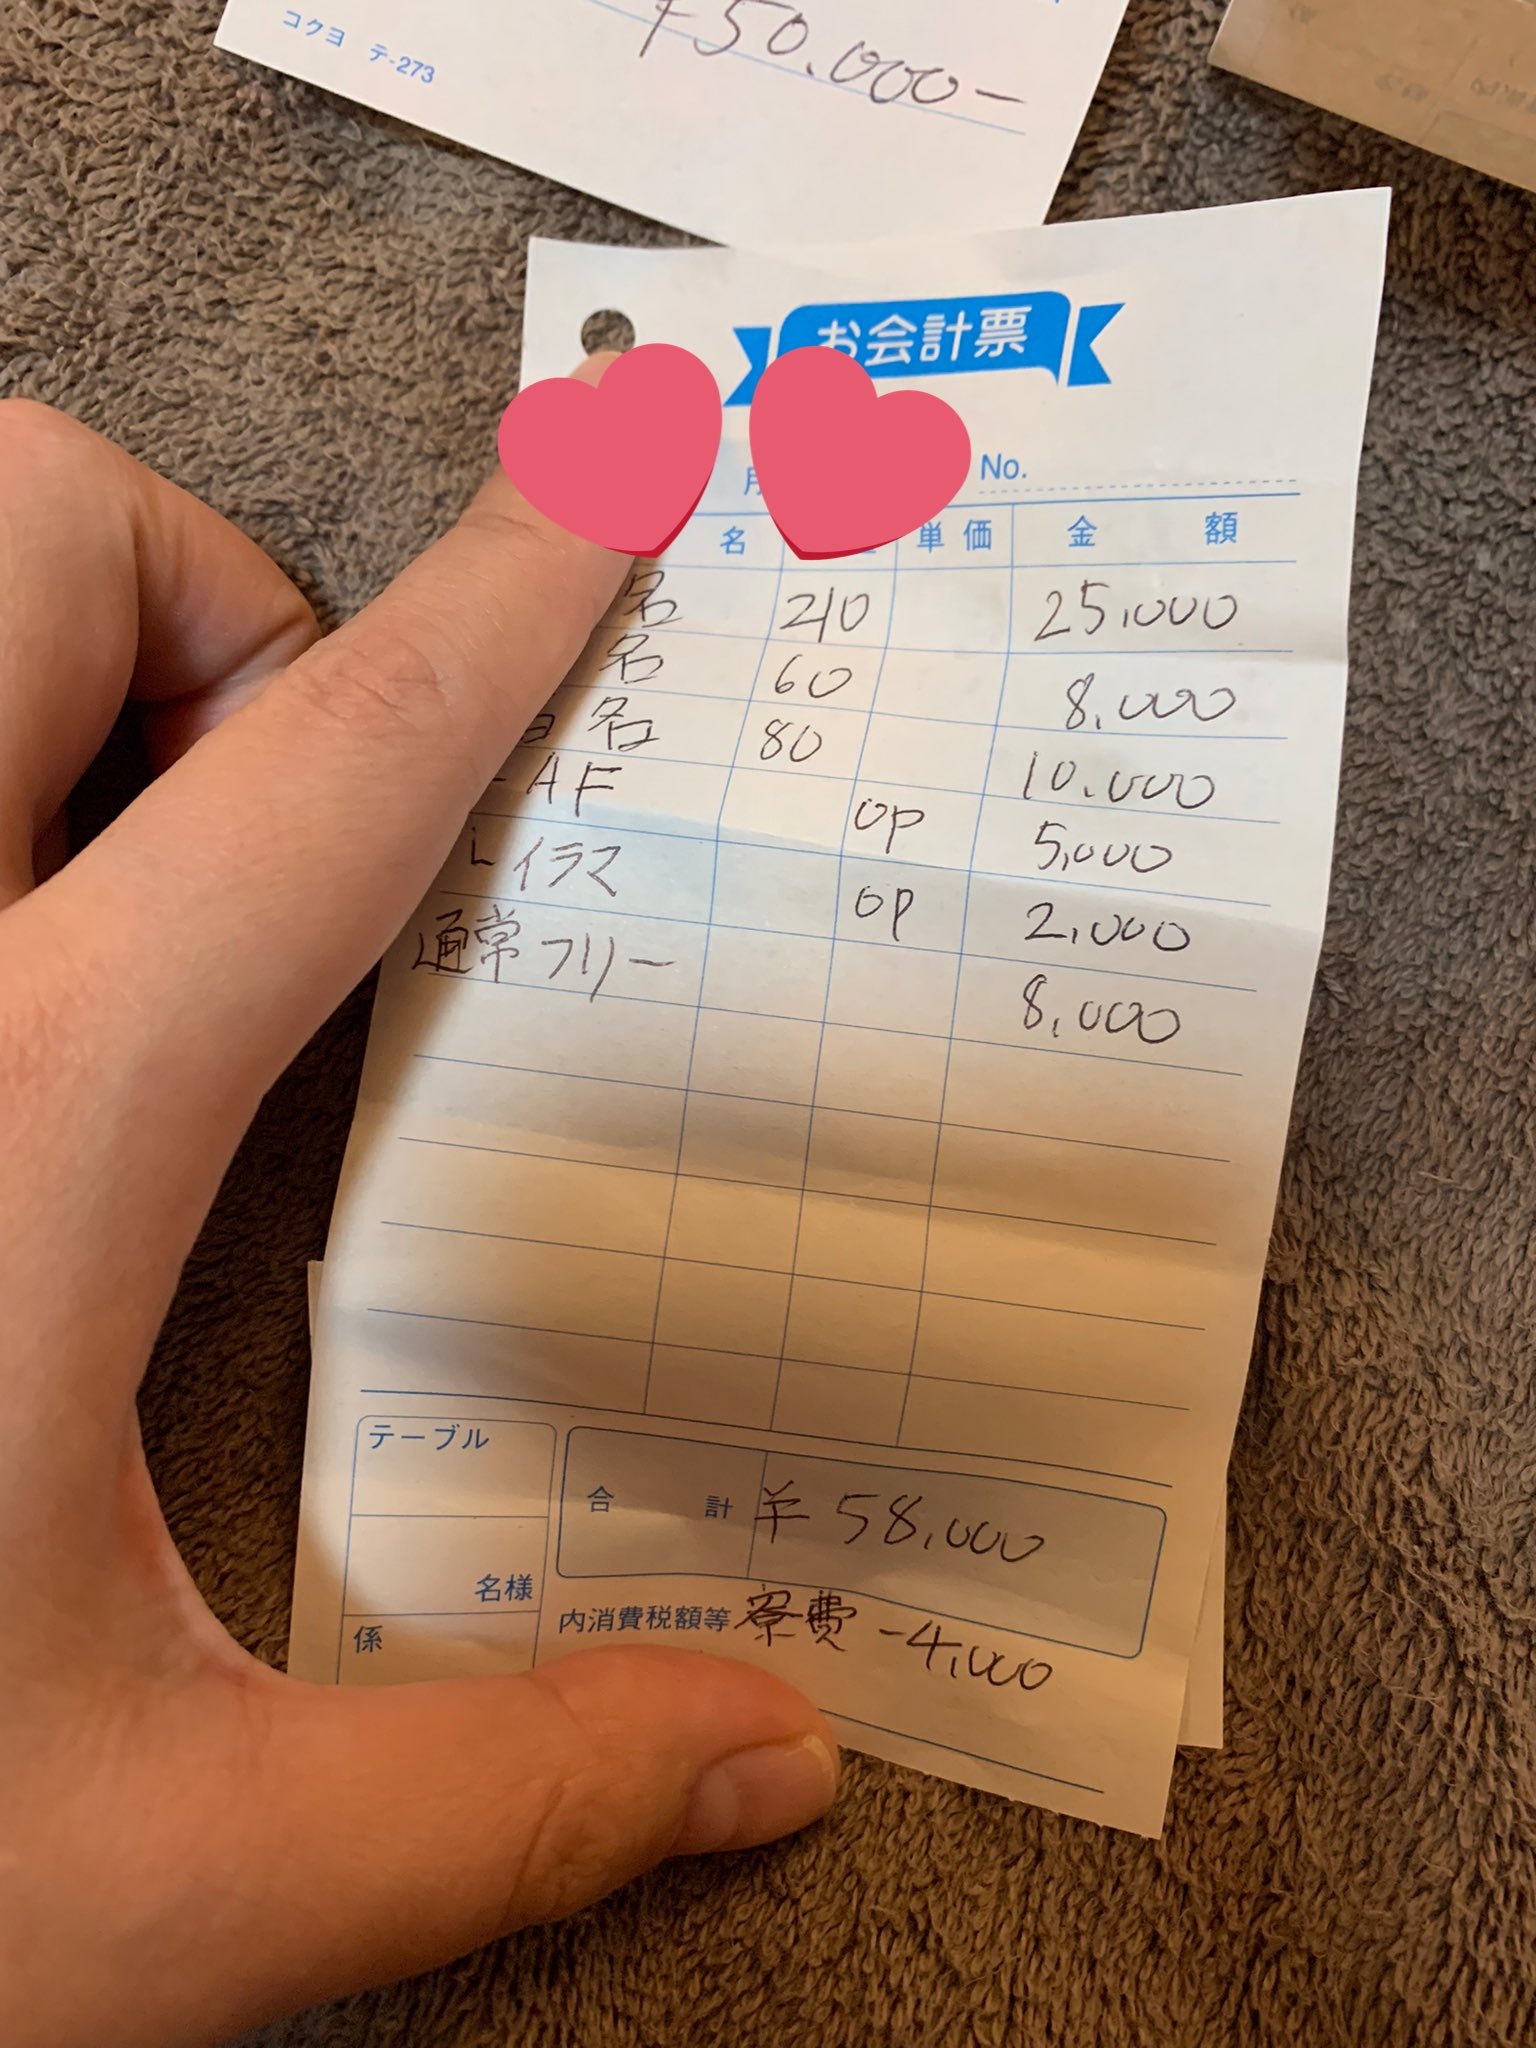 ¥50,000-
コクヨ テ-273
お会計票
月
No.
名 単価 金額
名 210 25,000
名 60 8,000
名 80 10,000
AF op 5,000
イラマ op 2,000
通常フリー 8,000
テーブル
名様
係
合計 ¥58,000
内消費税額等 寮費 -4,000